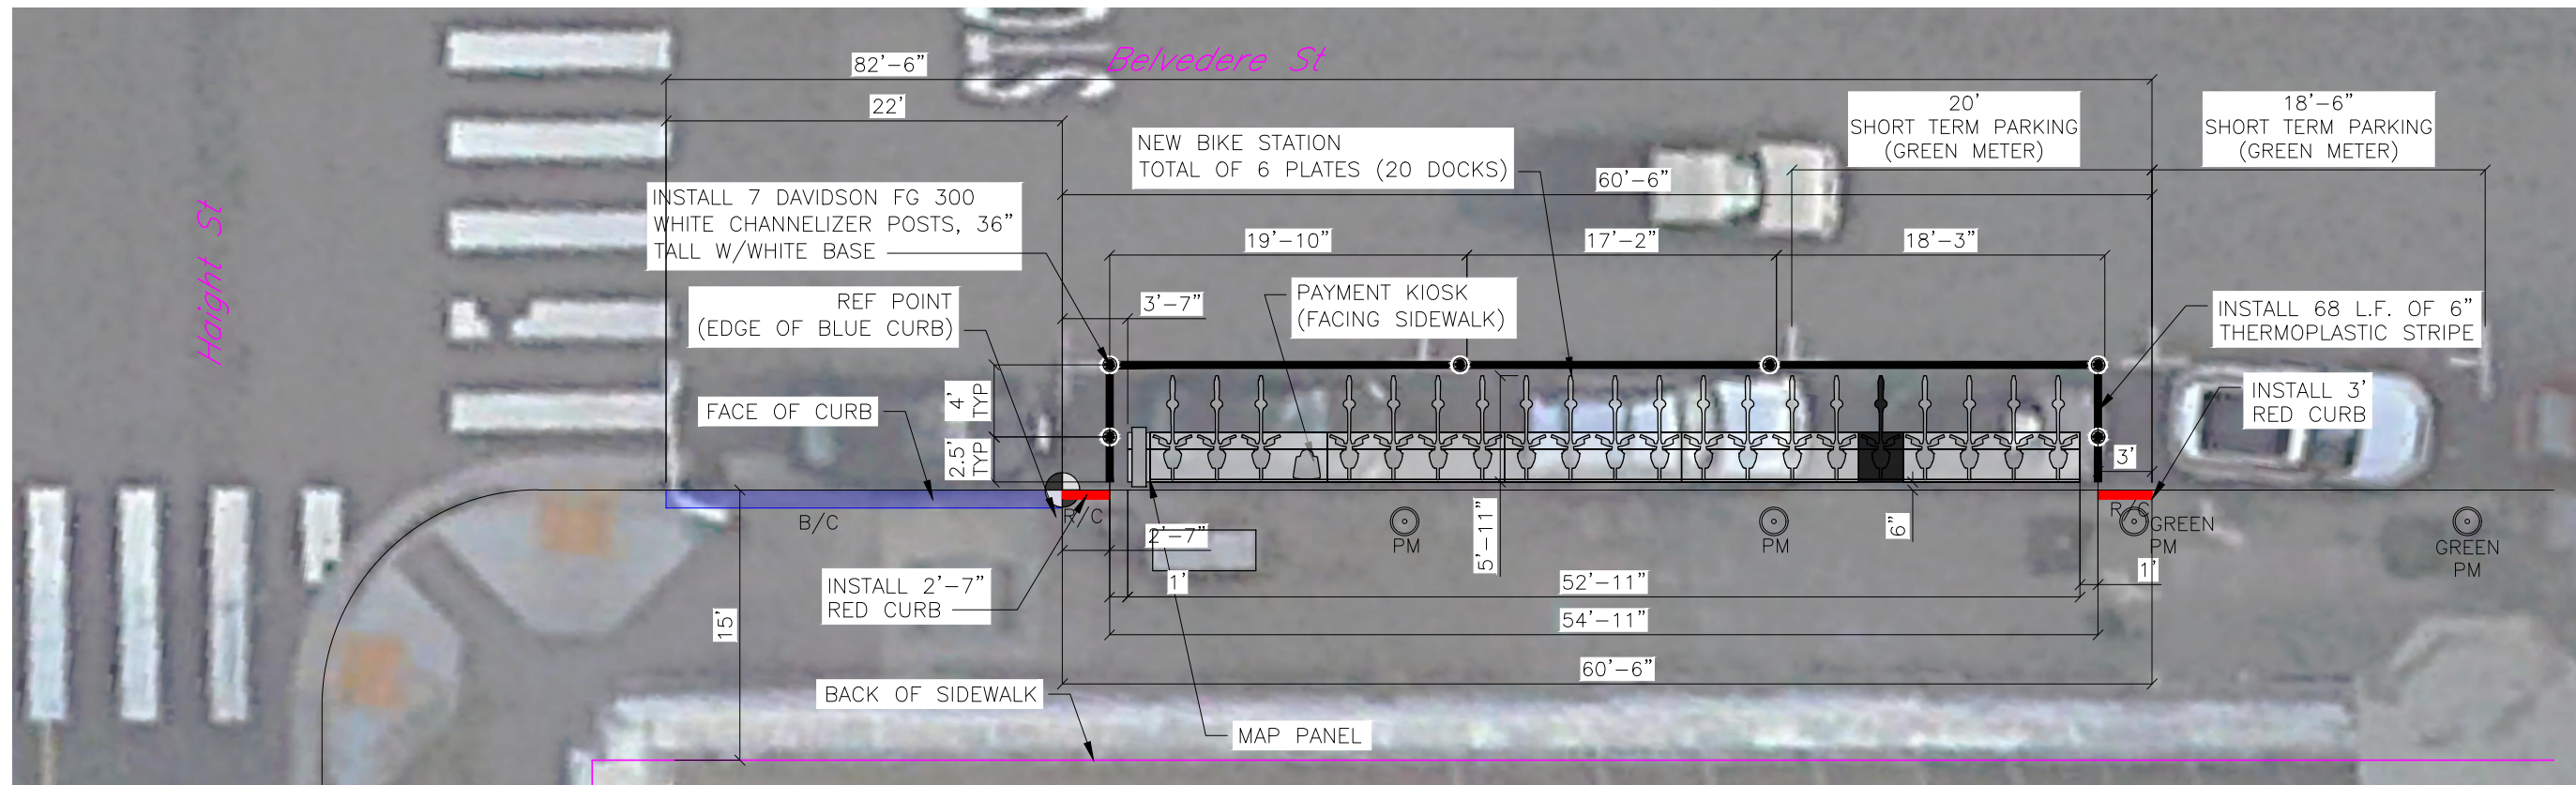 Belvedere St
82'-6"
22'
20'
SHORT TERM PARKING
(GREEN METER)
18'-6"
SHORT TERM PARKING
(GREEN METER)
NEW BIKE STATION
TOTAL OF 6 PLATES (20 DOCKS)
60'-6"
INSTALL 7 DAVIDSON FG 300
WHITE CHANNELIZER POSTS, 36"
TALL W/WHITE BASE
Haight St
19'-10"
17'-2"
18'-3"
REF POINT
(EDGE OF BLUE CURB)
3'-7"
PAYMENT KIOSK
(FACING SIDEWALK)
INSTALL 68 L.F. OF 6"
THERMOPLASTIC STRIPE
FACE OF CURB
4'
TYP
2.5'
TYP
INSTALL 3'
RED CURB
3'
B/C
R/C
2'-7"
PM
5'-11"
PM
6"
R/C
GREEN
PM
GREEN
PM
INSTALL 2'-7"
RED CURB
1'
52'-11"
1'
15'
54'-11"
60'-6"
BACK OF SIDEWALK
MAP PANEL